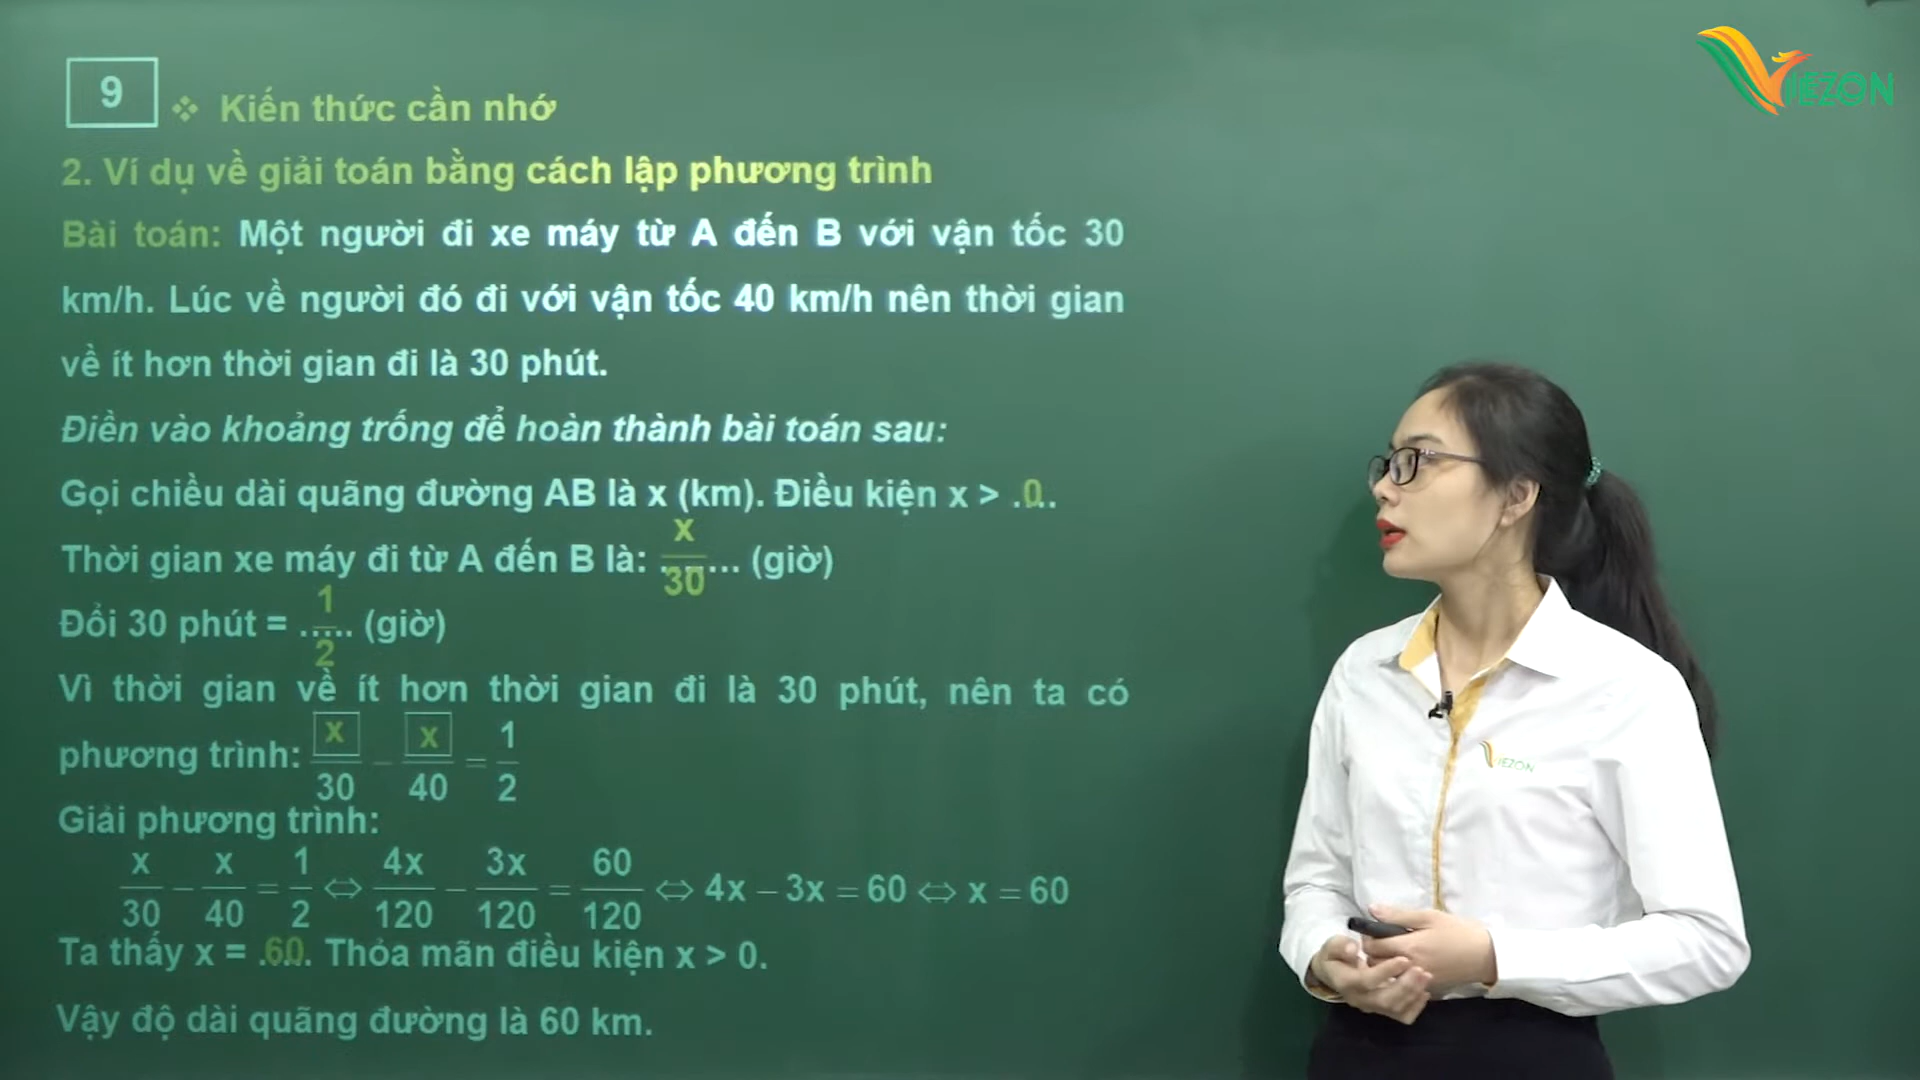 VIEZON
9
❖ Kiến thức cần nhớ
2. Ví dụ về giải toán bằng cách lập phương trình
Bài toán: Một người đi xe máy từ A đến B với vận tốc 30
km/h. Lúc về người đó đi với vận tốc 40 km/h nên thời gian
về ít hơn thời gian đi là 30 phút.
Điền vào khoảng trống để hoàn thành bài toán sau:
Gọi chiều dài quãng đường AB là x (km). Điều kiện x > .0..
Thời gian xe máy đi từ A đến B là: x/30 ... (giờ)
Đổi 30 phút = 1/2 .. (giờ)
Vì thời gian về ít hơn thời gian đi là 30 phút, nên ta có
phương trình: x/30 − x/40 = 1/2
Giải phương trình:
x/30 − x/40 = 1/2 ⇔ 4x/120 − 3x/120 = 60/120 ⇔ 4x − 3x = 60 ⇔ x = 60
Ta thấy x = .60. Thỏa mãn điều kiện x > 0.
Vậy độ dài quãng đường là 60 km.
VIEZON